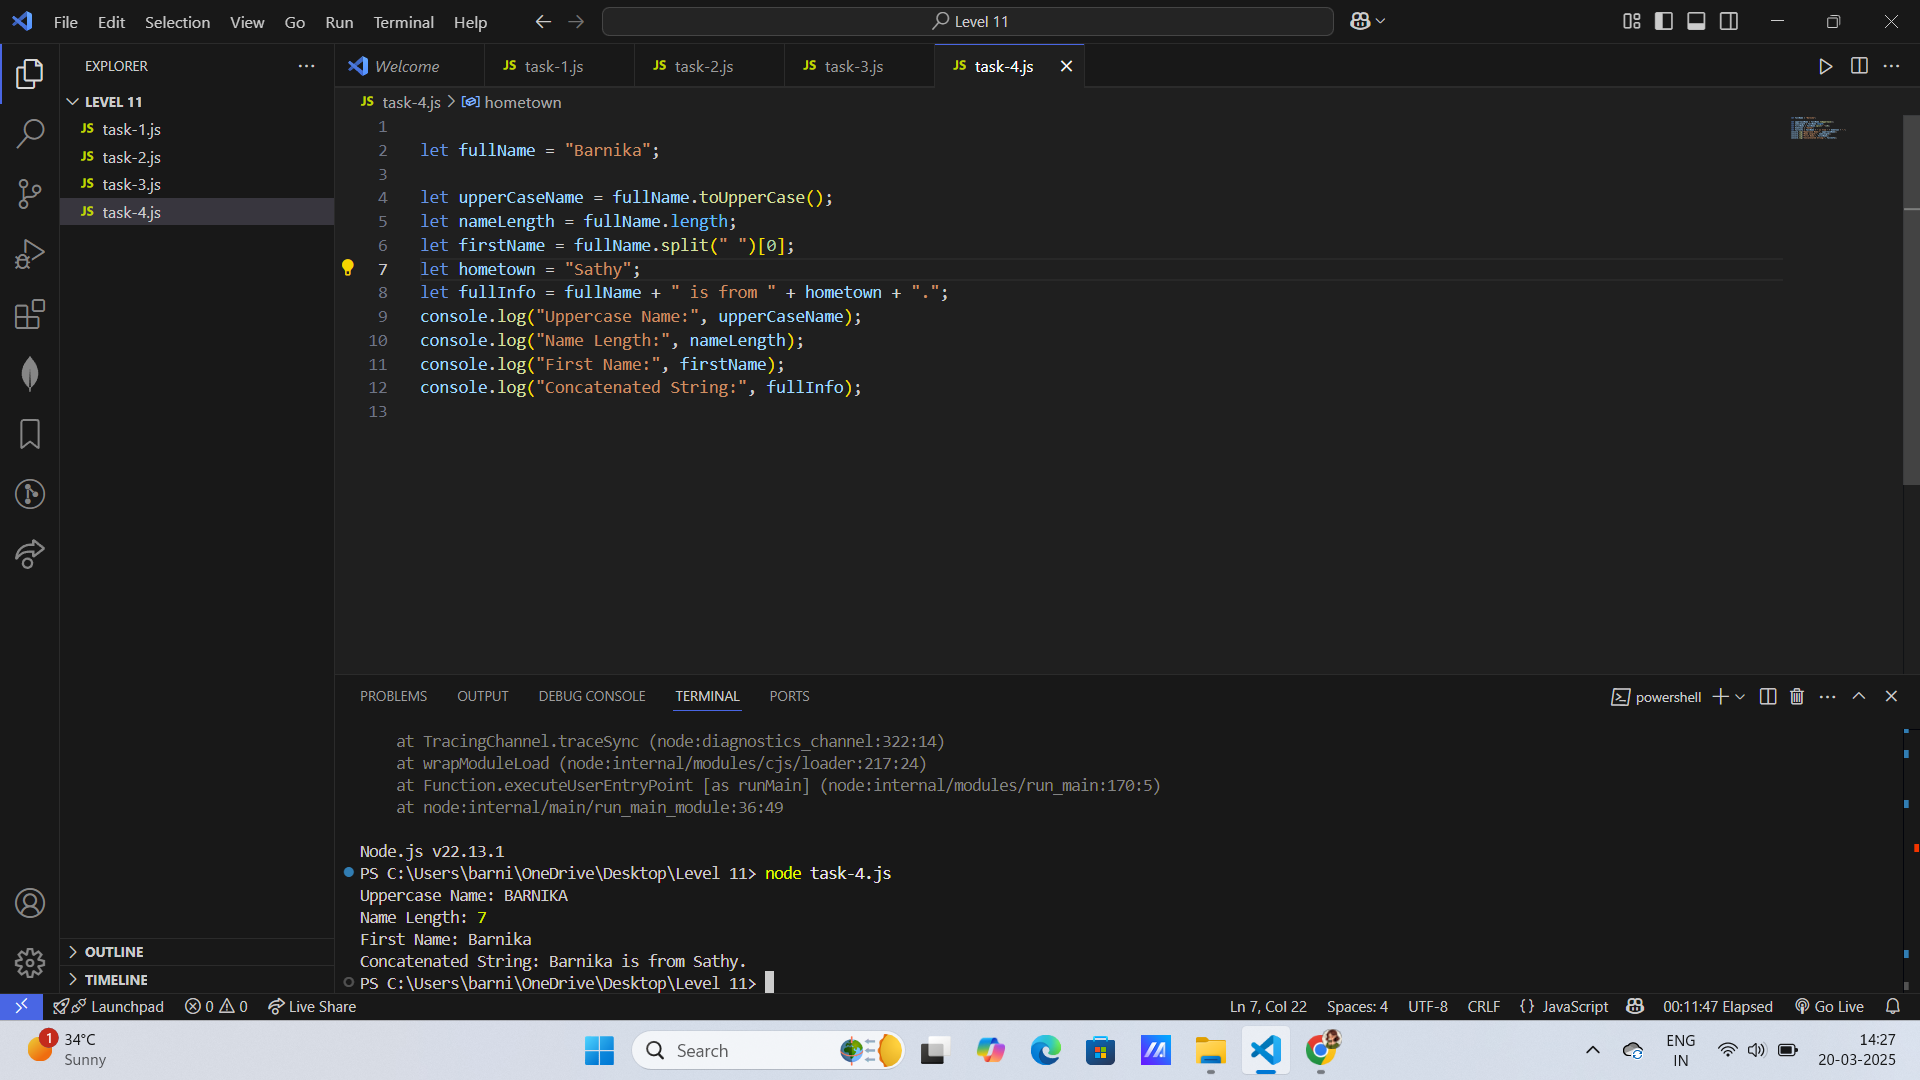 File Edit Selection View Go Run Terminal Help
Level 11
EXPLORER
LEVEL 11
JS task-1.js
JS task-2.js
JS task-3.js
JS task-4.js
OUTLINE
TIMELINE
Welcome JS task-1.js JS task-2.js JS task-3.js JS task-4.js
JS task-4.js > hometown
1
2 let fullName = "Barnika";
3
4 let upperCaseName = fullName.toUpperCase();
5 let nameLength = fullName.length;
6 let firstName = fullName.split(" ")[0];
7 let hometown = "Sathy";
8 let fullInfo = fullName + " is from " + hometown + ".";
9 console.log("Uppercase Name:", upperCaseName);
10 console.log("Name Length:", nameLength);
11 console.log("First Name:", firstName);
12 console.log("Concatenated String:", fullInfo);
13
PROBLEMS OUTPUT DEBUG CONSOLE TERMINAL PORTS
powershell
at TracingChannel.traceSync (node:diagnostics_channel:322:14)
at wrapModuleLoad (node:internal/modules/cjs/loader:217:24)
at Function.executeUserEntryPoint [as runMain] (node:internal/modules/run_main:170:5)
at node:internal/main/run_main_module:36:49
Node.js v22.13.1
PS C:\Users\barni\OneDrive\Desktop\Level 11> node task-4.js
Uppercase Name: BARNIKA
Name Length: 7
First Name: Barnika
Concatenated String: Barnika is from Sathy.
PS C:\Users\barni\OneDrive\Desktop\Level 11>
Launchpad 0 0 Live Share Ln 7, Col 22 Spaces: 4 UTF-8 CRLF {} JavaScript 00:11:47 Elapsed Go Live
1
34°C
Sunny
Search
ENG
IN
14:27
20-03-2025